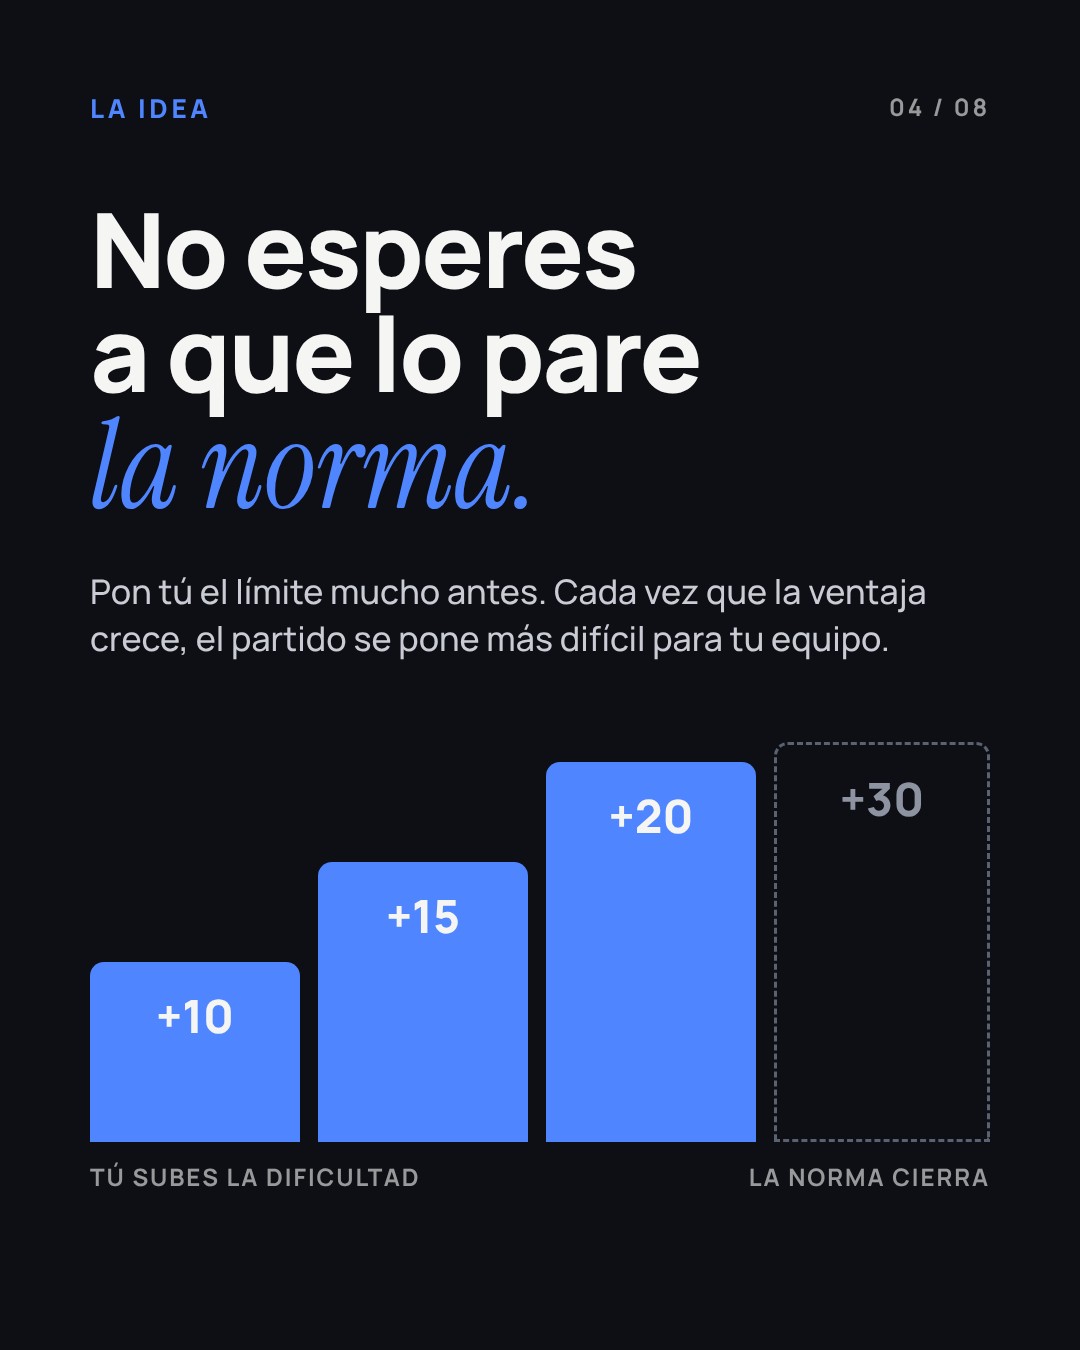 LA IDEA
04 / 08
No esperes
a que lo pare
la norma.
Pon tú el límite mucho antes. Cada vez que la ventaja
crece, el partido se pone más difícil para tu equipo.
+10
+15
+20
+30
TÚ SUBES LA DIFICULTAD
LA NORMA CIERRA